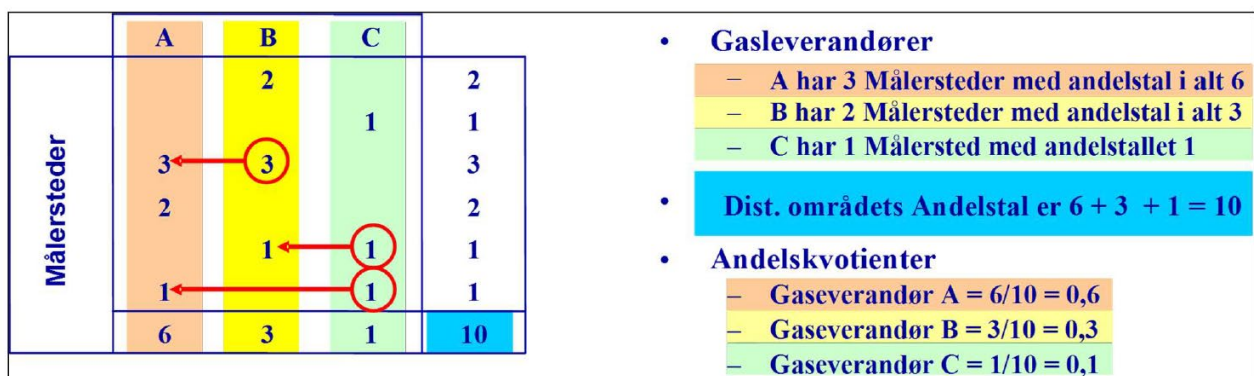 A B C
Målersteder
2 2
1 1
3 3 3
2 2
1 1 1
1 1 1
6 3 1 10
• Gasleverandører
– A har 3 Målersteder med andelstal i alt 6
– B har 2 Målersteder med andelstal i alt 3
– C har 1 Målersted med andelstallet 1
• Dist. områdets Andelstal er 6 + 3 + 1 = 10
• Andelskvotienter
– Gaseverandør A = 6/10 = 0,6
– Gaseverandør B = 3/10 = 0,3
– Gaseverandør C = 1/10 = 0,1